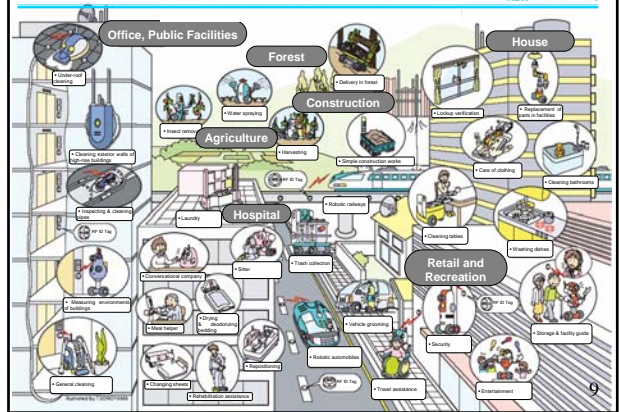 Office, Public Facilities
Forest
House
• Under-roof
cleaning
• Delivery in forest
• Water spraying
Construction
• Lockup verification
• Replacement of
parts in facilities
• Insect removal
Agriculture
• Harvesting
• Simple construction works
• Cleaning exterior walls of
high-rise buildings
• Care of clothing
• Cleaning bathrooms
RF ID Tag
• Inspecting & cleaning
pipes
• Laundry
• Robotic railways
Hospital
• Cleaning tables
RF ID Tag
• Washing dishes
• Conversational company
• Sitter
• Trash collection
Retail and
Recreation
• Measuring environments
of buildings
• Meal helper
• Drying
& deodorizing
bedding
• Vehicle grooming
RF ID Tag
• Storage & facility guide
• Security
• Repositioning
• Robotic automobiles
• General cleaning
• Changing sheets
• Rehabilitation assistance
RF ID Tag
• Travel assistance
• Entertainment
9